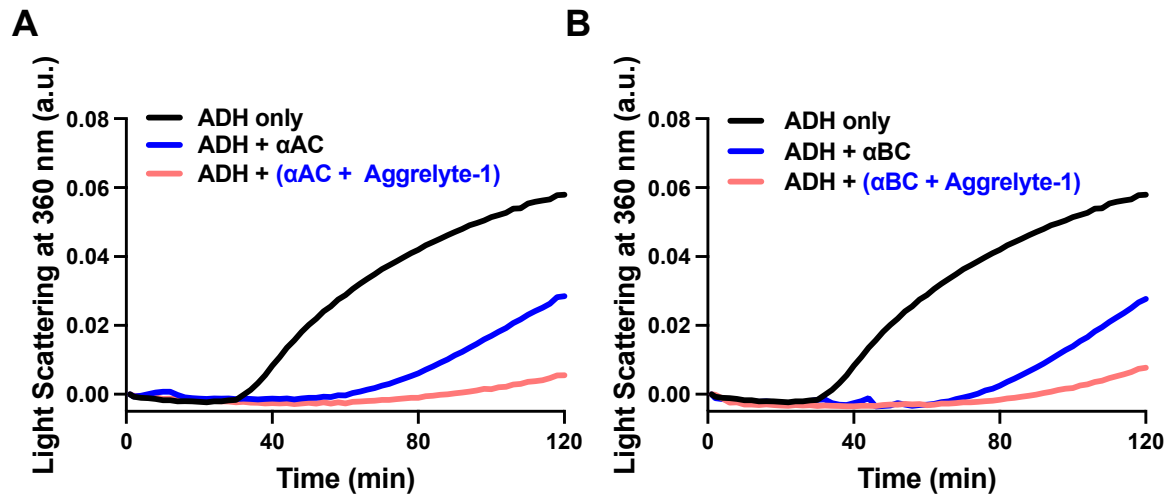 A
Light Scattering at 360 nm (a.u.)
0.08
0.06
0.04
0.02
0.00
ADH only
ADH + αAC
ADH + (αAC + Aggrelyte-1)
0
40
80
120
Time (min)
B
Light Scattering at 360 nm (a.u.)
0.08
0.06
0.04
0.02
0.00
ADH only
ADH + αBC
ADH + (αBC + Aggrelyte-1)
0
40
80
120
Time (min)